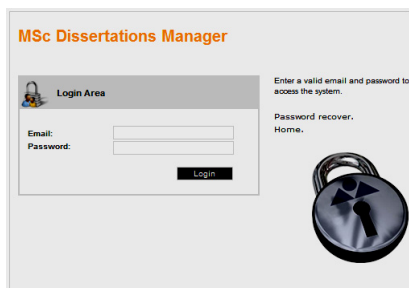 MSc Dissertations Manager
Login Area
Email:
Password:
Login
Enter a valid email and password to
access the system.
Password recover.
Home.